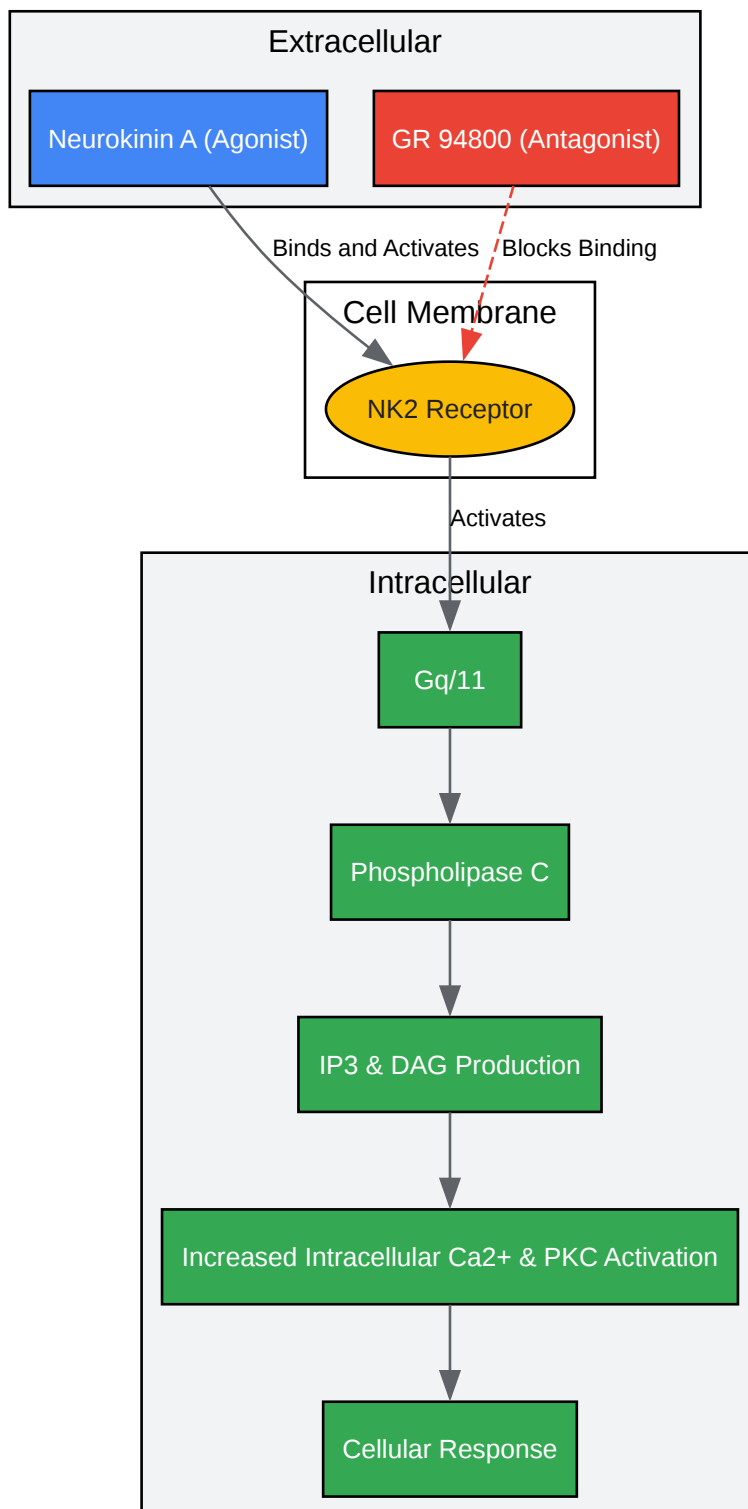 Extracellular
Neurokinin A (Agonist)
GR 94800 (Antagonist)
Binds and Activates
Blocks Binding
Cell Membrane
NK2 Receptor
Activates
Intracellular
Gq/11
Phospholipase C
IP3 & DAG Production
Increased Intracellular Ca2+ & PKC Activation
Cellular Response